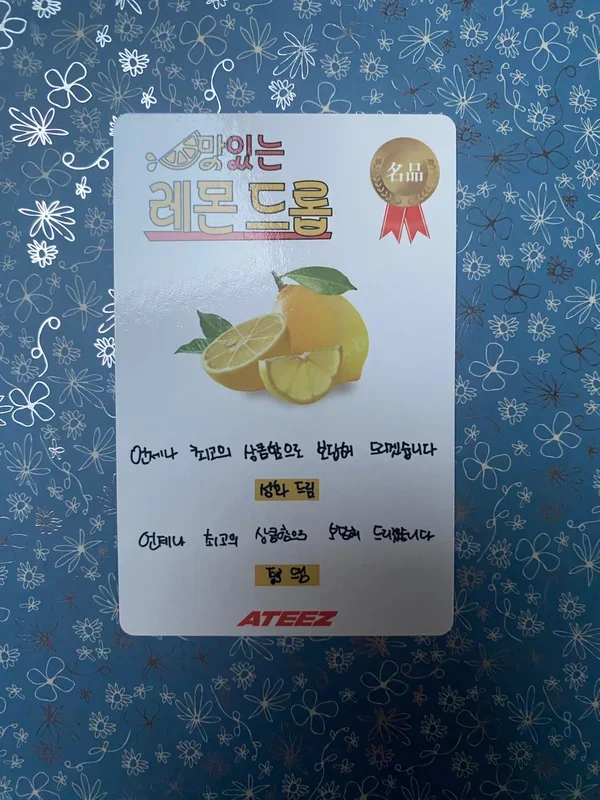 맛있는
레몬 드롭
名品
언제나 최고의 상큼함으로 보답해 드리겠습니다
성화 드림
언제나 최고의 상큼함으로 보답해 드리겠습니다
ATEEZ